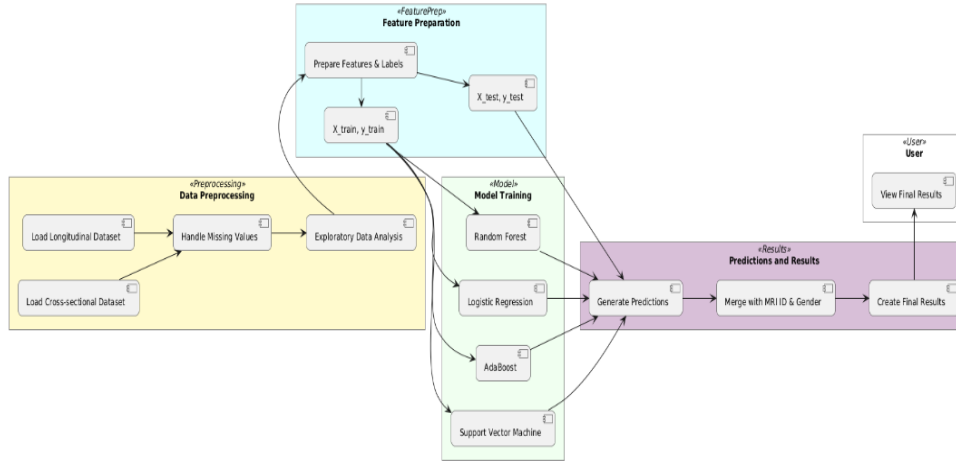 «FeaturePrep»
Feature Preparation
Prepare Features & Labels
X_test, y_test
X_train, y_train
«User»
User
View Final Results
«Preprocessing»
Data Preprocessing
Load Longitudinal Dataset
Handle Missing Values
Exploratory Data Analysis
Load Cross-sectional Dataset
«Model»
Model Training
Random Forest
Logistic Regression
AdaBoost
Support Vector Machine
«Results»
Predictions and Results
Generate Predictions
Merge with MRI ID & Gender
Create Final Results